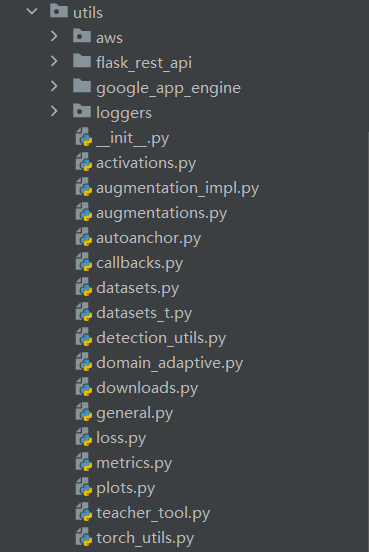 utils
aws
flask_rest_api
google_app_engine
loggers
__init__.py
activations.py
augmentation_impl.py
augmentations.py
autoanchor.py
callbacks.py
datasets.py
datasets_t.py
detection_utils.py
domain_adaptive.py
downloads.py
general.py
loss.py
metrics.py
plots.py
teacher_tool.py
torch_utils.py